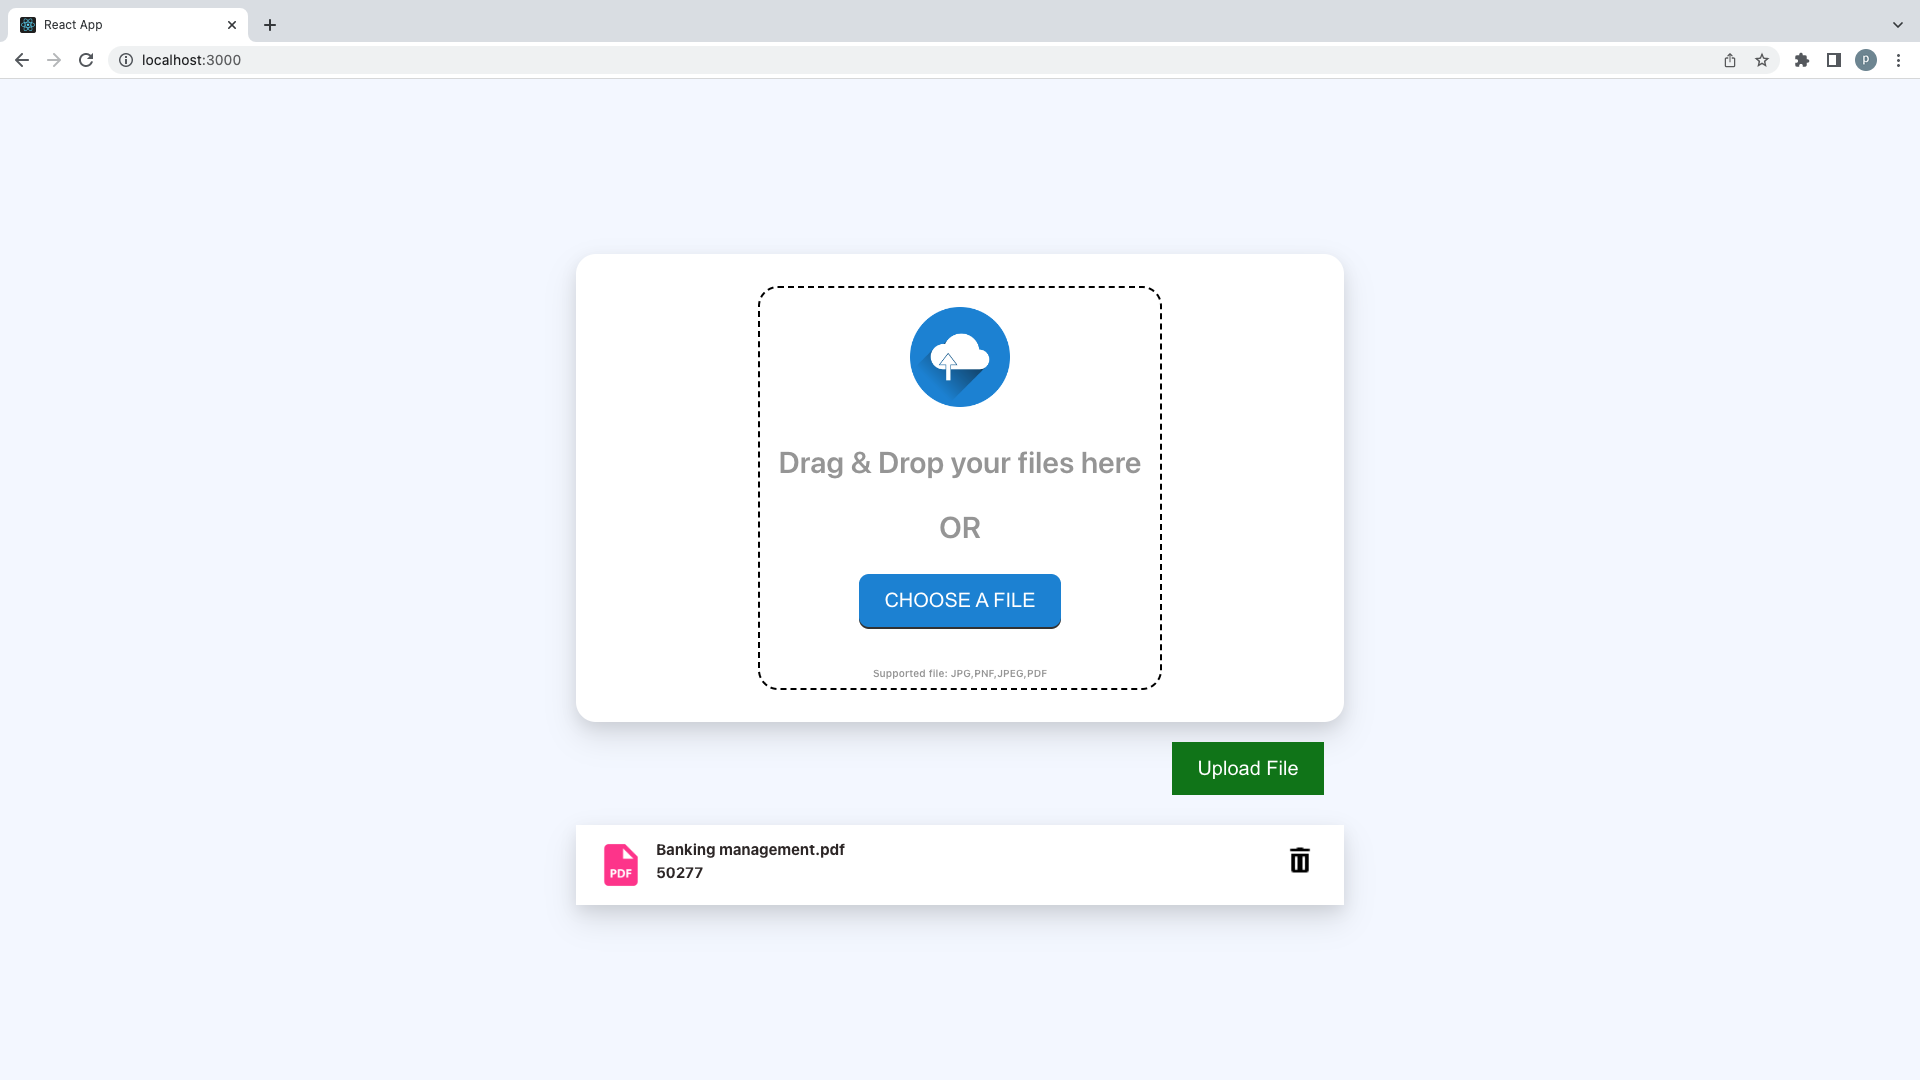 React App
localhost:3000
P
Drag & Drop your files here
OR
CHOOSE A FILE
Supported file: JPG,PNF,JPEG,PDF
Upload File
PDF
Banking management.pdf
50277